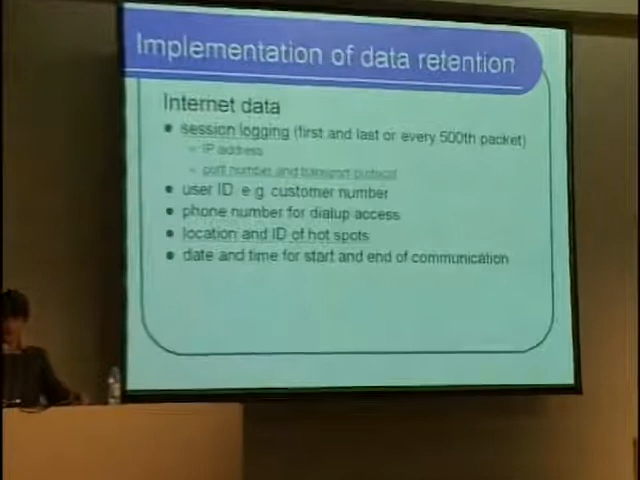 Implementation of data retention
Internet data
• session logging (first and last or every 500th packet)
– IP address
– port number and transport protocol
• user ID e.g. customer number
• phone number for dialup access
• location and ID of hot spots
• date and time for start and end of communication